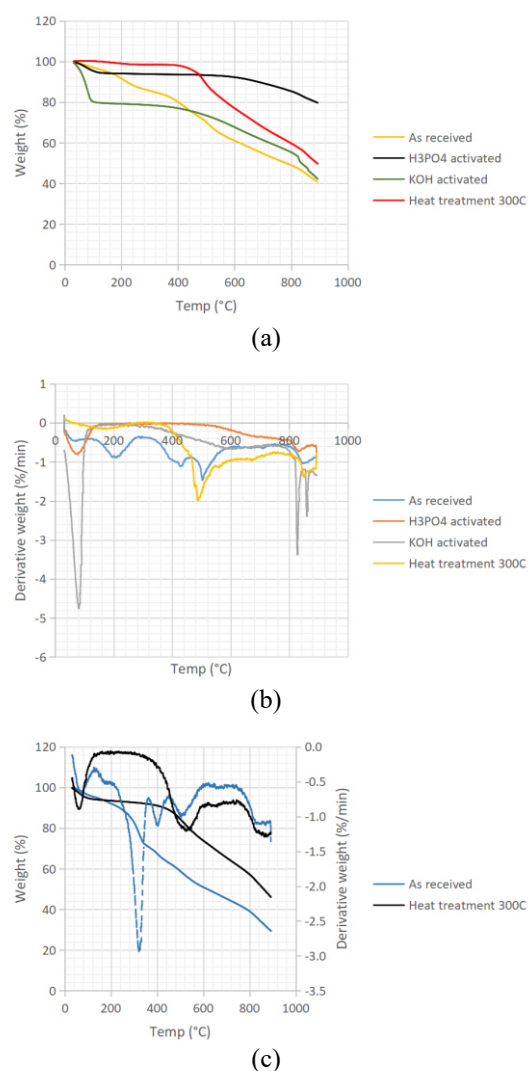 120
100
80
60
40
20
0
0 200 400 600 800 1000
Weight (%)
Temp (°C)
As received
H3PO4 activated
KOH activated
Heat treatment 300C
(a)
1
0
-1
-2
-3
-4
-5
-6
0 200 400 600 800 1000
Derivative weight (%/min)
Temp (°C)
As received
H3PO4 activated
KOH activated
Heat treatment 300C
(b)
120
100
80
60
40
20
0
0 200 400 600 800 1000
Weight (%)
Temp (°C)
0.0
-0.5
-1.0
-1.5
-2.0
-2.5
-3.0
-3.5
Derivative weight (%/min)
As received
Heat treatment 300C
(c)